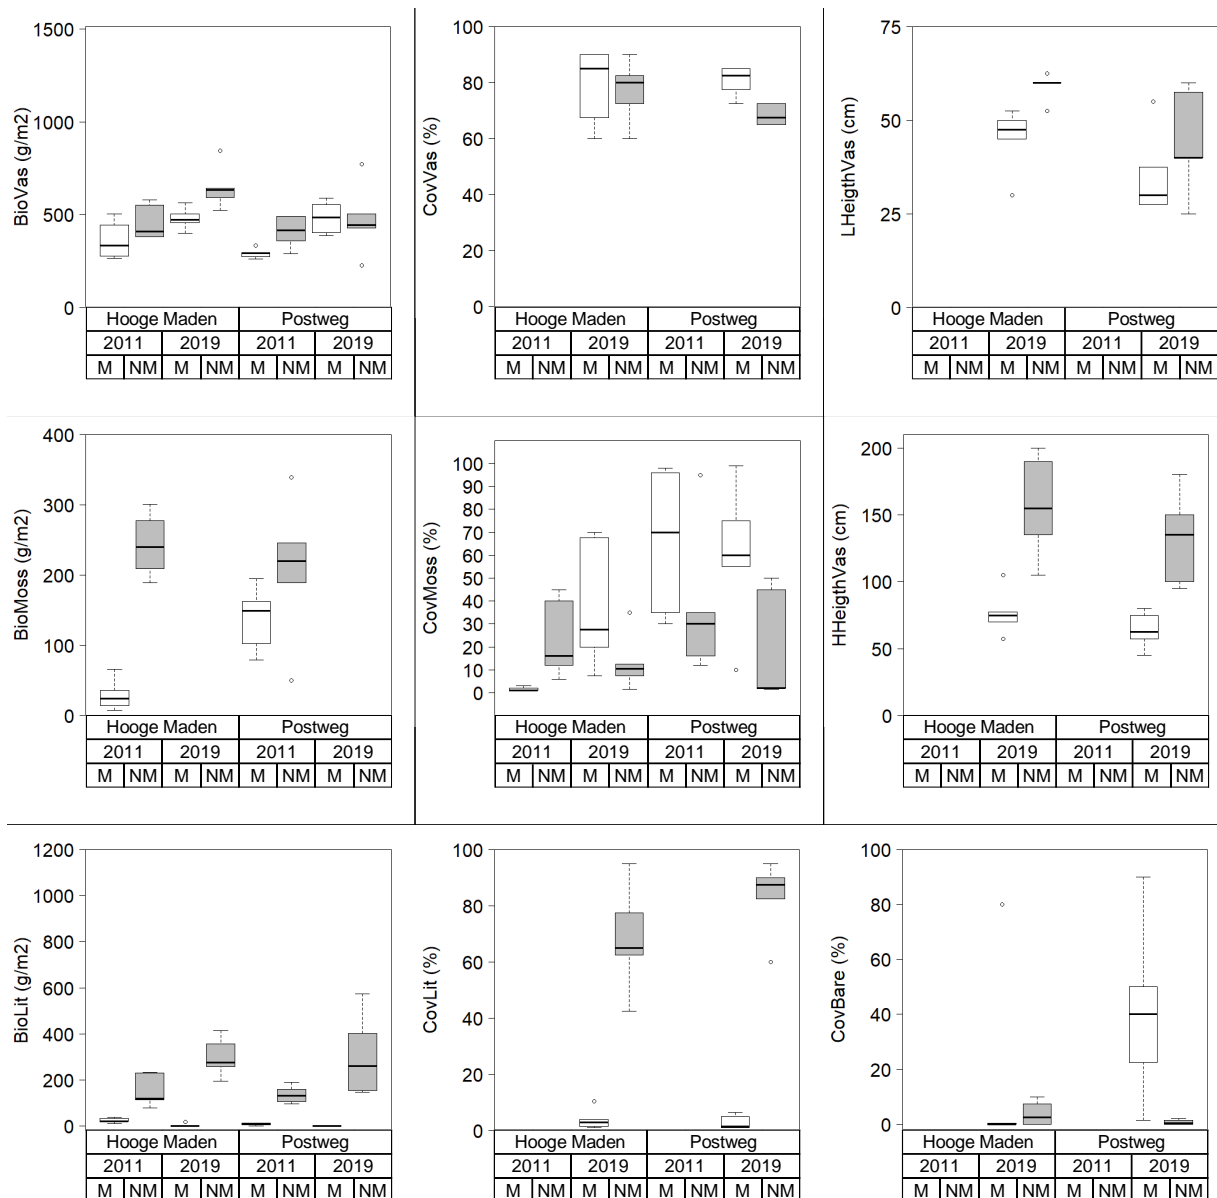 1500
1000
500
0
BioVas (g/m2)
Hooge Maden Postweg
2011 2019 2011 2019
M NM M NM M NM M NM
100
80
60
40
20
0
CovVas (%)
Hooge Maden Postweg
2011 2019 2011 2019
M NM M NM M NM M NM
75
50
25
0
LHeigthVas (cm)
Hooge Maden Postweg
2011 2019 2011 2019
M NM M NM M NM M NM
400
300
200
100
0
BioMoss (g/m2)
Hooge Maden Postweg
2011 2019 2011 2019
M NM M NM M NM M NM
100
90
80
70
60
50
40
30
20
10
0
CovMoss (%)
Hooge Maden Postweg
2011 2019 2011 2019
M NM M NM M NM M NM
200
150
100
50
0
HHeigthVas (cm)
Hooge Maden Postweg
2011 2019 2011 2019
M NM M NM M NM M NM
1200
1000
800
600
400
200
0
BioLit (g/m2)
Hooge Maden Postweg
2011 2019 2011 2019
M NM M NM M NM M NM
100
80
60
40
20
0
CovLit (%)
Hooge Maden Postweg
2011 2019 2011 2019
M NM M NM M NM M NM
100
80
60
40
20
0
CovBare (%)
Hooge Maden Postweg
2011 2019 2011 2019
M NM M NM M NM M NM